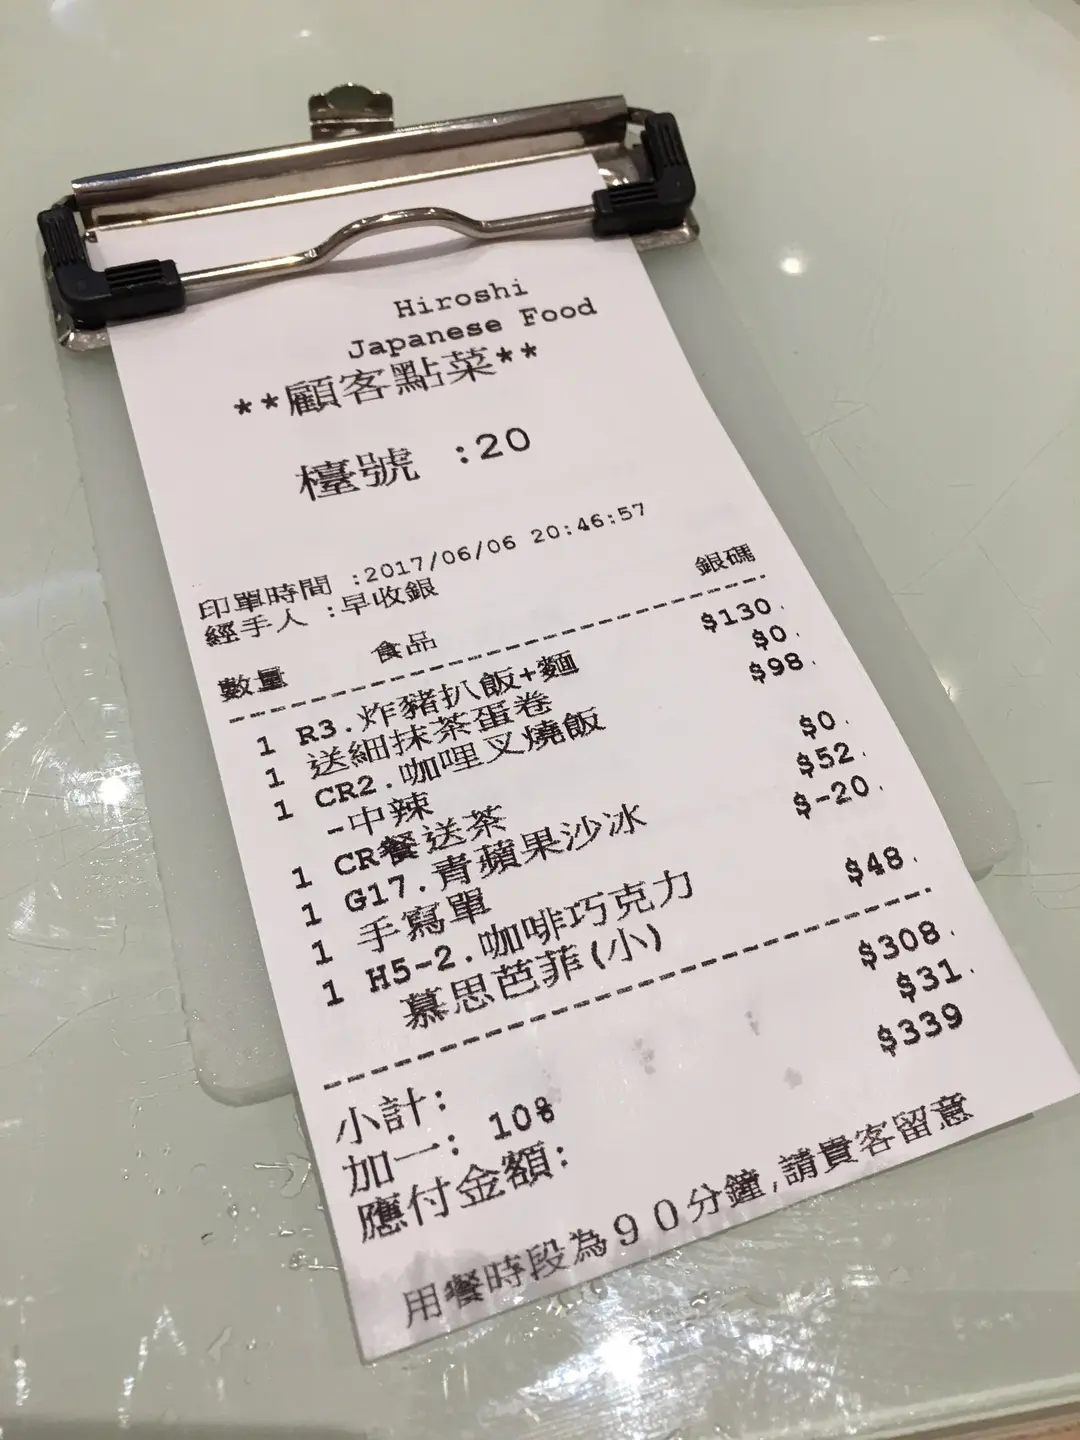 Hiroshi
Japanese Food
**顧客點菜**
檯號 :20
印單時間 :2017/06/06 20:46:57
經手人 :早收銀
數量 食品 銀碼
1 R3.炸豬扒飯+麵 $130.
1 送細抹茶蛋卷 $0.
1 CR2.咖哩叉燒飯 $98.
-中辣
1 CR餐送茶 $0.
1 G17.青蘋果沙冰 $52.
1 手寫單 $-20.
1 H5-2.咖啡巧克力 $48.
慕思芭菲(小)
小計: $308.
加一: 10% $31.
應付金額: $339
用餐時段為90分鐘,請貴客留意